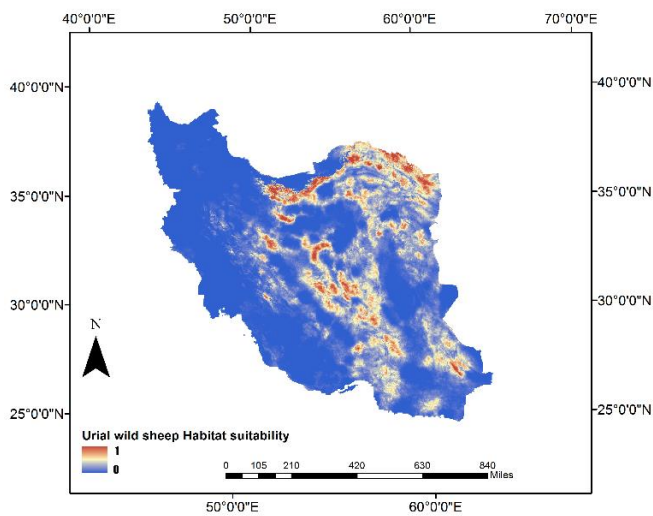 40°0'0"E 50°0'0"E 60°0'0"E 70°0'0"E
40°0'0"N 40°0'0"N
35°0'0"N 35°0'0"N
30°0'0"N 30°0'0"N
N
25°0'0"N 25°0'0"N
Urial wild sheep Habitat suitability
1
0
0 105 210 420 630 840
Miles
50°0'0"E 60°0'0"E